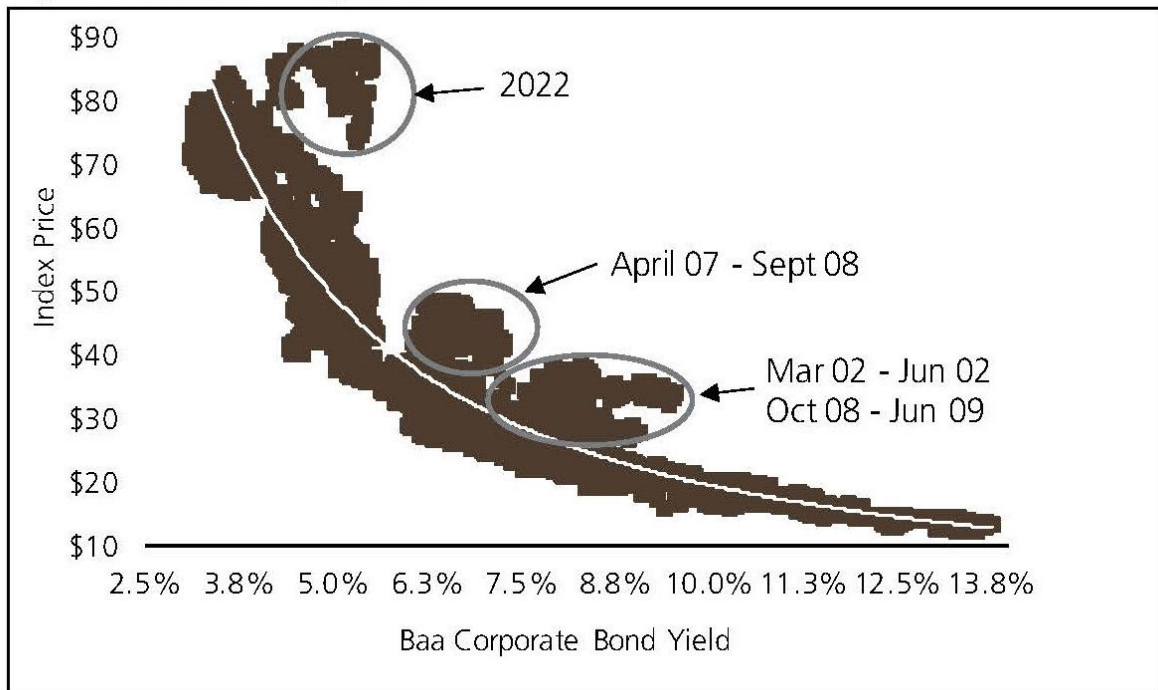 $90
$80
$70
$60
$50
$40
$30
$20
$10
Index Price
2022
April 07 - Sept 08
Mar 02 - Jun 02
Oct 08 - Jun 09
2.5% 3.8% 5.0% 6.3% 7.5% 8.8% 10.0% 11.3% 12.5% 13.8%
Baa Corporate Bond Yield